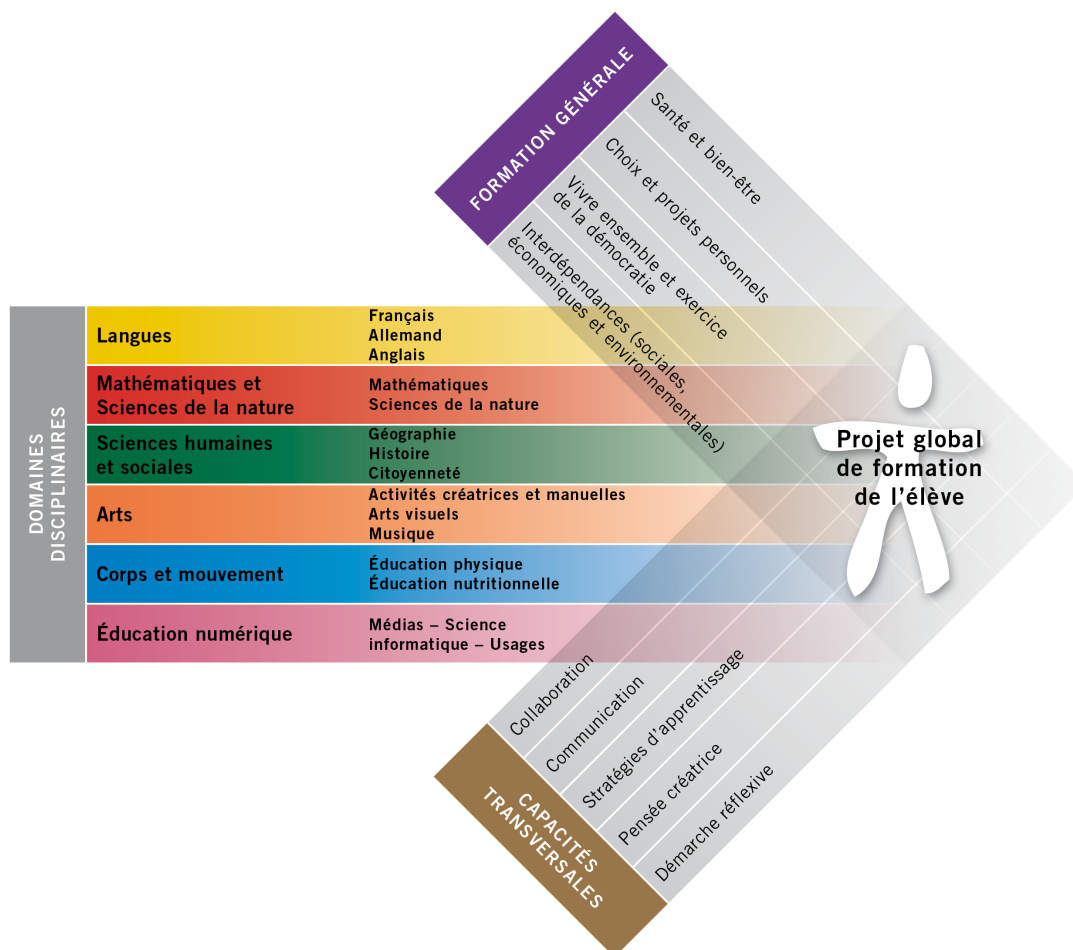 FORMATION GÉNÉRALE
Santé et bien-être
Choix et projets personnels
Vivre ensemble et exercice
de la démocratie
Interdépendances (sociales,
économiques et environnementales)
DOMAINES
DISCIPLINAIRES
Langues
Français
Allemand
Anglais
Mathématiques et
Sciences de la nature
Mathématiques
Sciences de la nature
Sciences humaines
et sociales
Géographie
Histoire
Citoyenneté
Arts
Activités créatrices et manuelles
Arts visuels
Musique
Corps et mouvement
Éducation physique
Éducation nutritionnelle
Éducation numérique
Médias – Science
informatique – Usages
Projet global
de formation
de l'élève
Collaboration
Communication
Stratégies d'apprentissage
Pensée créatrice
Démarche réflexive
CAPACITÉS
TRANSVERSALES